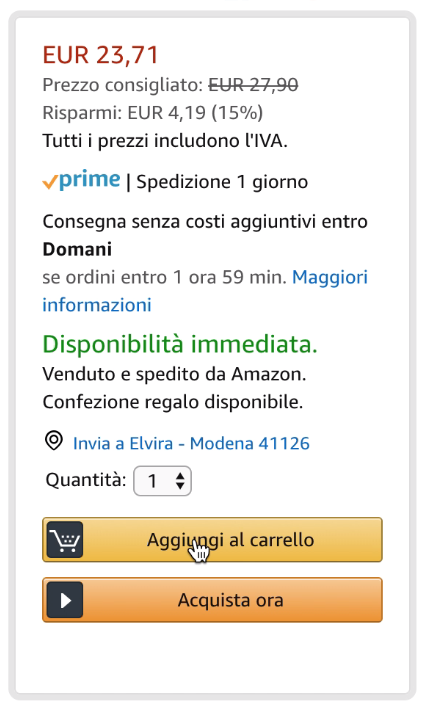 EUR 23,71
Prezzo consigliato: EUR 27,90
Risparmi: EUR 4,19 (15%)
Tutti i prezzi includono l'IVA.
prime | Spedizione 1 giorno
Consegna senza costi aggiuntivi entro
Domani
se ordini entro 1 ora 59 min. Maggiori
informazioni
Disponibilità immediata.
Venduto e spedito da Amazon.
Confezione regalo disponibile.
Invia a Elvira - Modena 41126
Quantità: 1
Aggiungi al carrello
Acquista ora